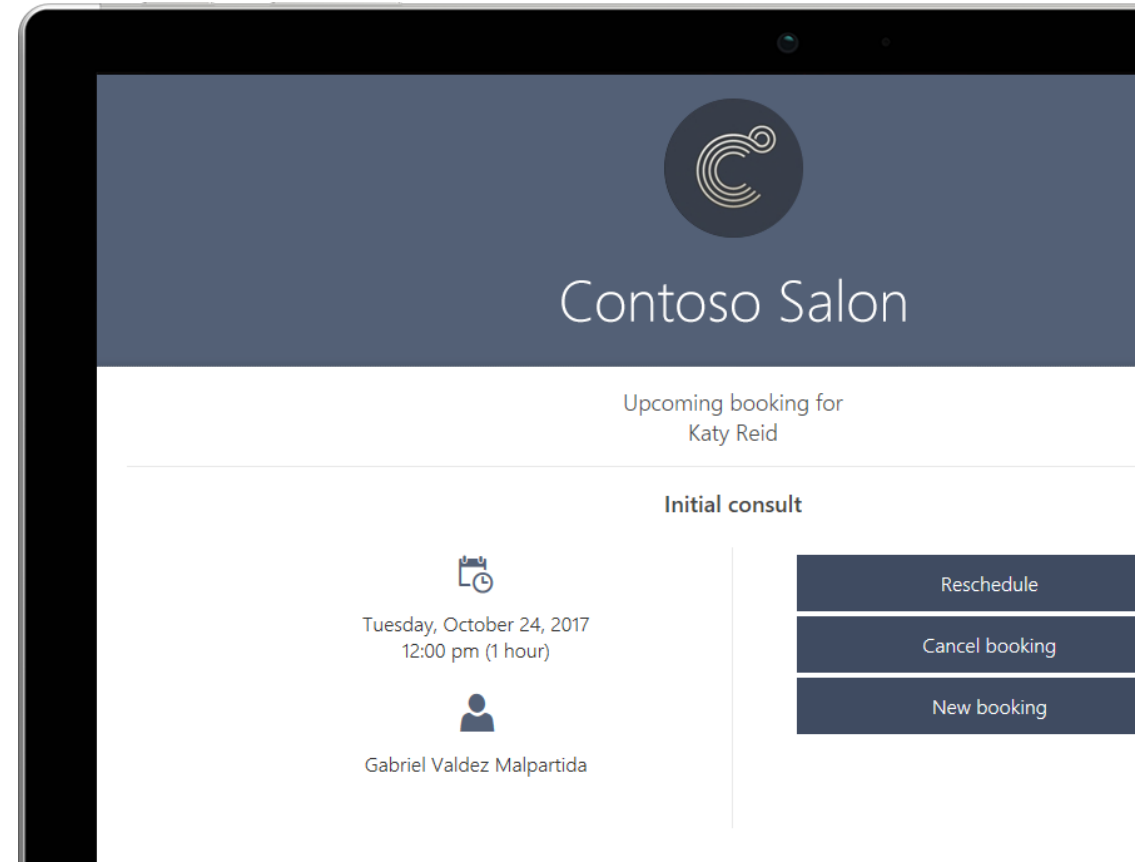 Contoso Salon
Upcoming booking for
Katy Reid
Initial consult
Tuesday, October 24, 2017
12:00 pm (1 hour)
Gabriel Valdez Malpartida
Reschedule
Cancel booking
New booking